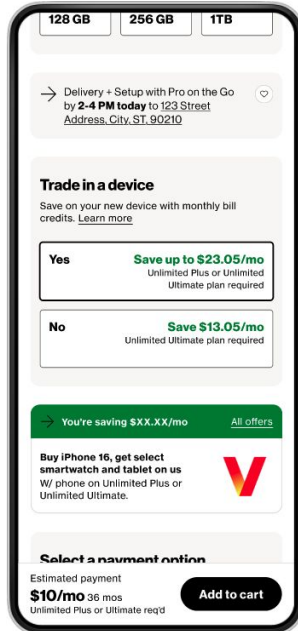 128 GB
256 GB
1TB
Delivery + Setup with Pro on the Go
by 2-4 PM today to 123 Street
Address, City, ST, 90210
Trade in a device
Save on your new device with monthly bill
credits. Learn more
Yes
Save up to $23.05/mo
Unlimited Plus or Unlimited
Ultimate plan required
No
Save $13.05/mo
Unlimited Ultimate plan required
You're saving $XX.XX/mo
All offers
Buy iPhone 16, get select
smartwatch and tablet on us
W/ phone on Unlimited Plus or
Unlimited Ultimate.
Select a payment option
Estimated payment
$10/mo 36 mos
Unlimited Plus or Ultimate req'd
Add to cart